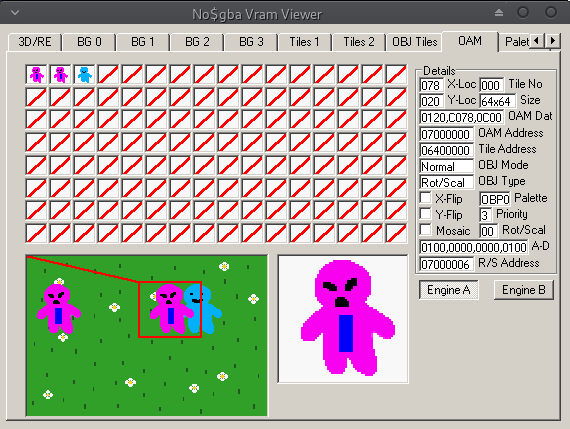 No$gba Vram Viewer
3D/RE BG 0 BG 1 BG 2 BG 3 Tiles 1 Tiles 2 OBJ Tiles OAM Palet
Details
078 X-Loc 000 Tile No
020 Y-Loc 64x64 Size
0120,C078,0C00 OAM Dat
07000000 OAM Address
06400000 Tile Address
Normal OBJ Mode
Rot/Scal OBJ Type
X-Flip OBP0 Palette
Y-Flip 3 Priority
Mosaic 00 Rot/Scal
0100,0000,0000,0100 A-D
07000006 R/S Address
Engine A Engine B